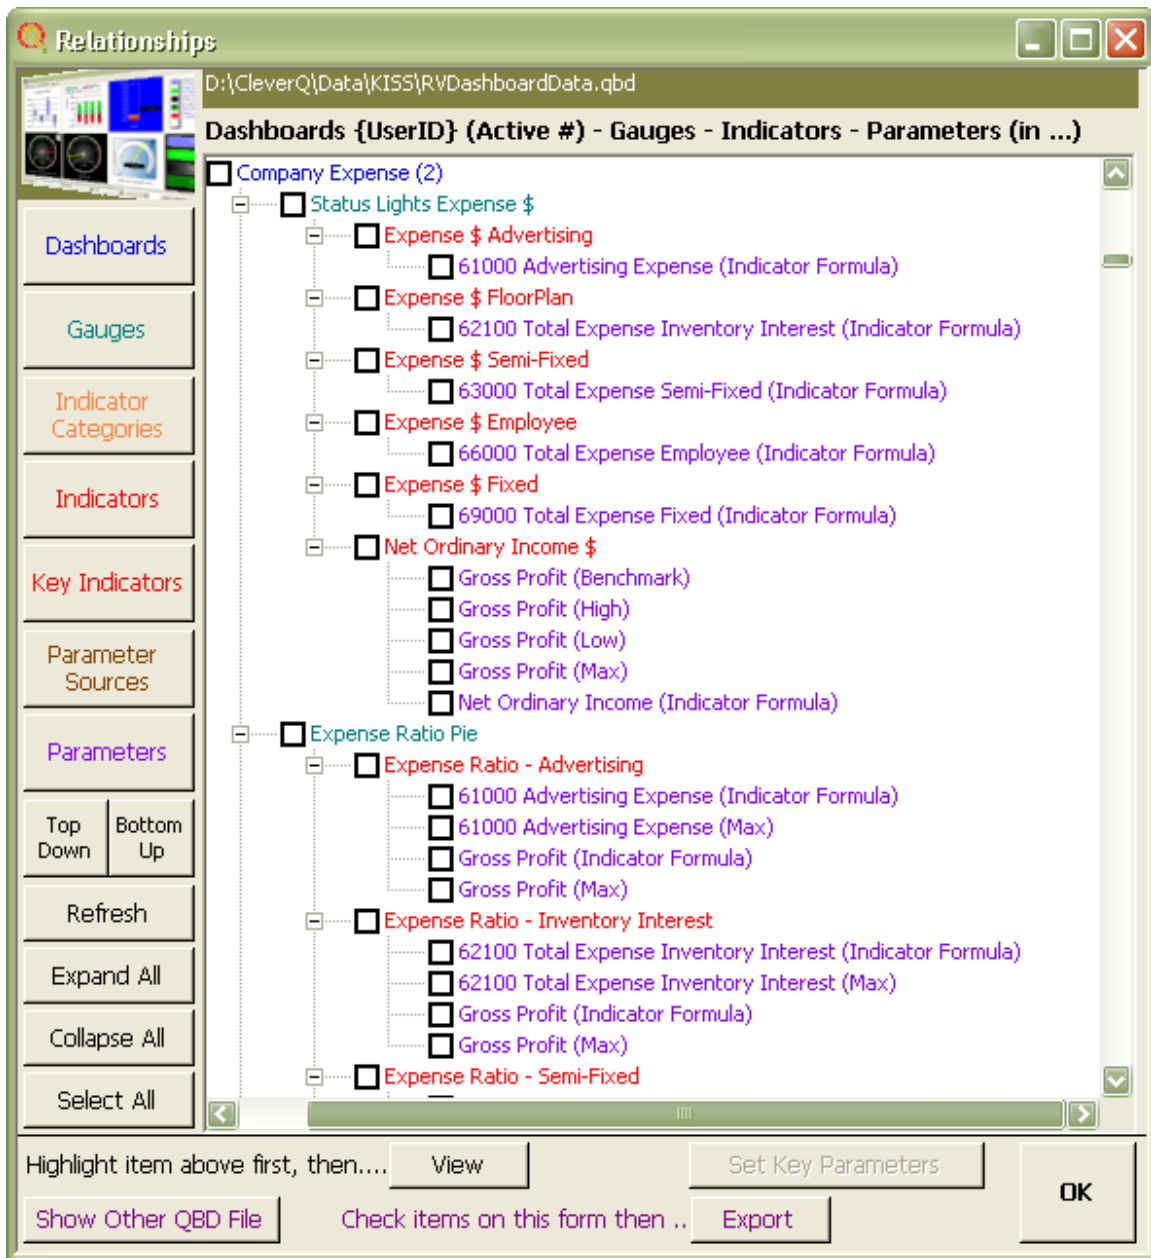 Relationships
D:\CleverQ\Data\KISS\RVDashboardData.qbd
Dashboards {UserID} (Active #) - Gauges - Indicators - Parameters (in ...)
Company Expense (2)
Status Lights Expense $
Expense $ Advertising
61000 Advertising Expense (Indicator Formula)
Expense $ FloorPlan
62100 Total Expense Inventory Interest (Indicator Formula)
Expense $ Semi-Fixed
63000 Total Expense Semi-Fixed (Indicator Formula)
Expense $ Employee
66000 Total Expense Employee (Indicator Formula)
Expense $ Fixed
69000 Total Expense Fixed (Indicator Formula)
Net Ordinary Income $
Gross Profit (Benchmark)
Gross Profit (High)
Gross Profit (Low)
Gross Profit (Max)
Net Ordinary Income (Indicator Formula)
Expense Ratio Pie
Expense Ratio - Advertising
61000 Advertising Expense (Indicator Formula)
61000 Advertising Expense (Max)
Gross Profit (Indicator Formula)
Gross Profit (Max)
Expense Ratio - Inventory Interest
62100 Total Expense Inventory Interest (Indicator Formula)
62100 Total Expense Inventory Interest (Max)
Gross Profit (Indicator Formula)
Gross Profit (Max)
Expense Ratio - Semi-Fixed
Dashboards
Gauges
Indicator
Categories
Indicators
Key Indicators
Parameter
Sources
Parameters
Top
Down
Bottom
Up
Refresh
Expand All
Collapse All
Select All
Highlight item above first, then....
View
Set Key Parameters
OK
Show Other QBD File
Check items on this form then ..
Export